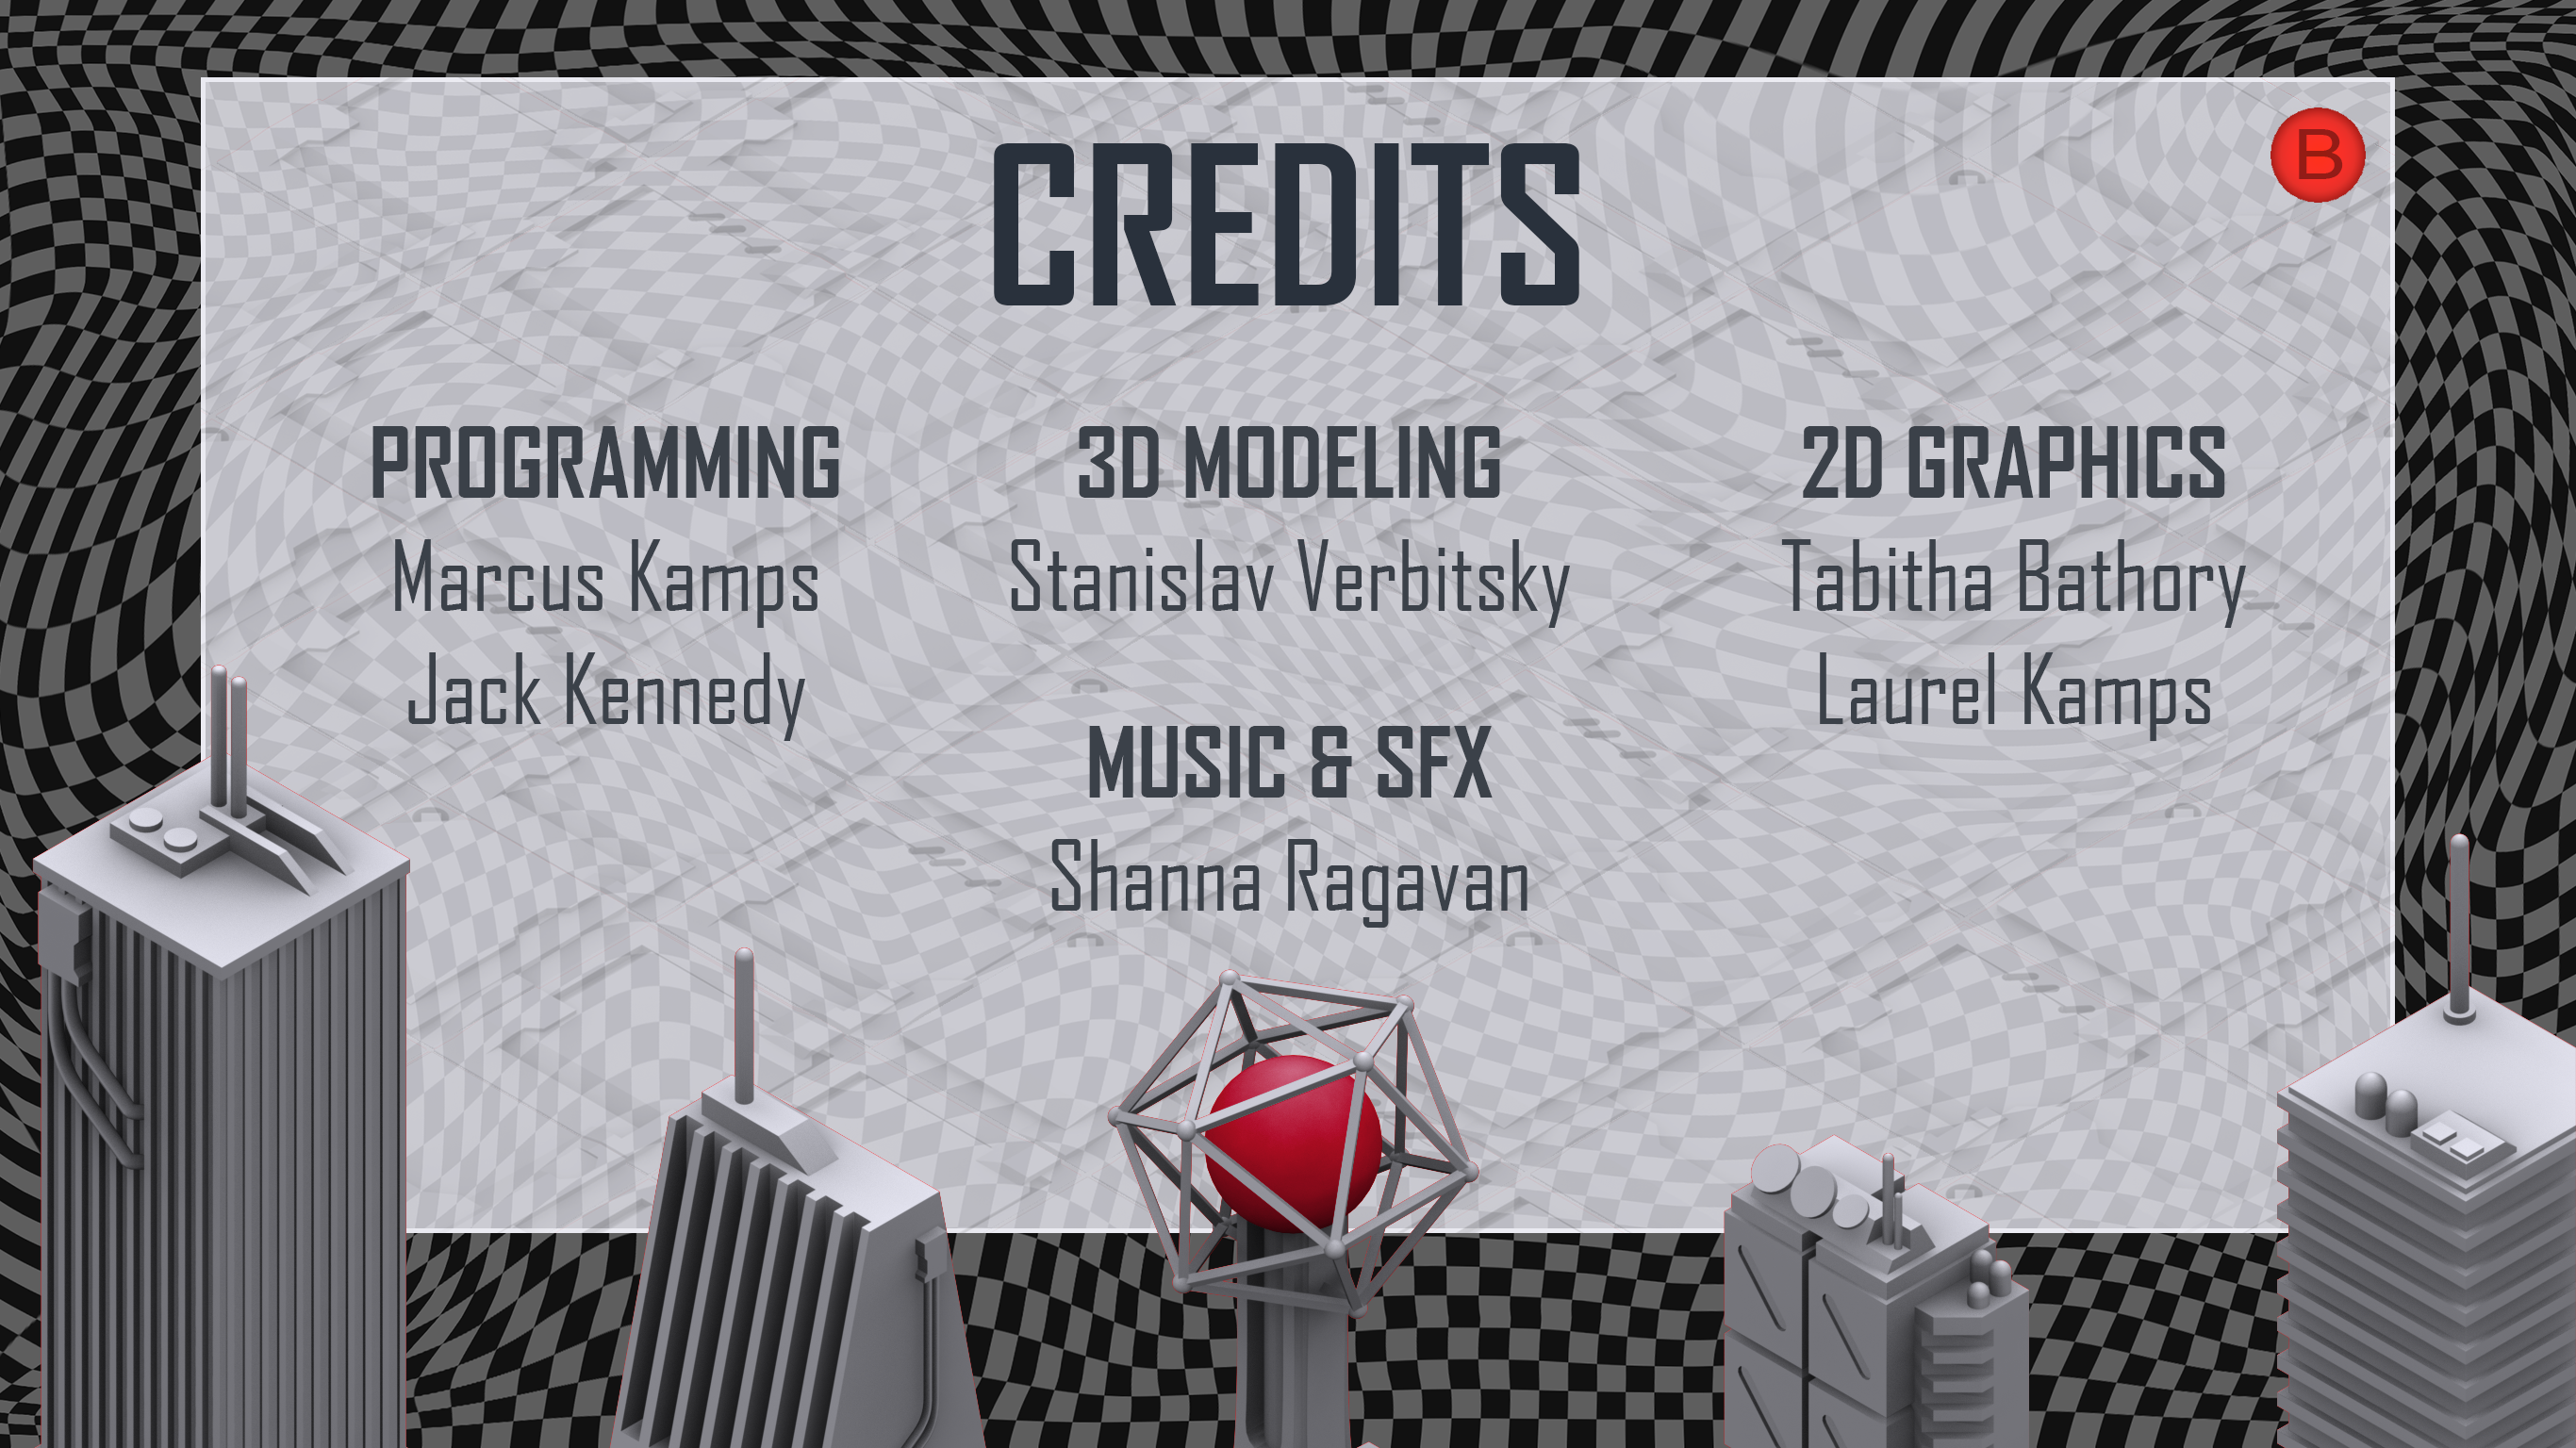 B
CREDITS
PROGRAMMING
Marcus Kamps
Jack Kennedy
3D MODELING
Stanislav Verbitsky
MUSIC & SFX
Shanna Ragavan
2D GRAPHICS
Tabitha Bathory
Laurel Kamps